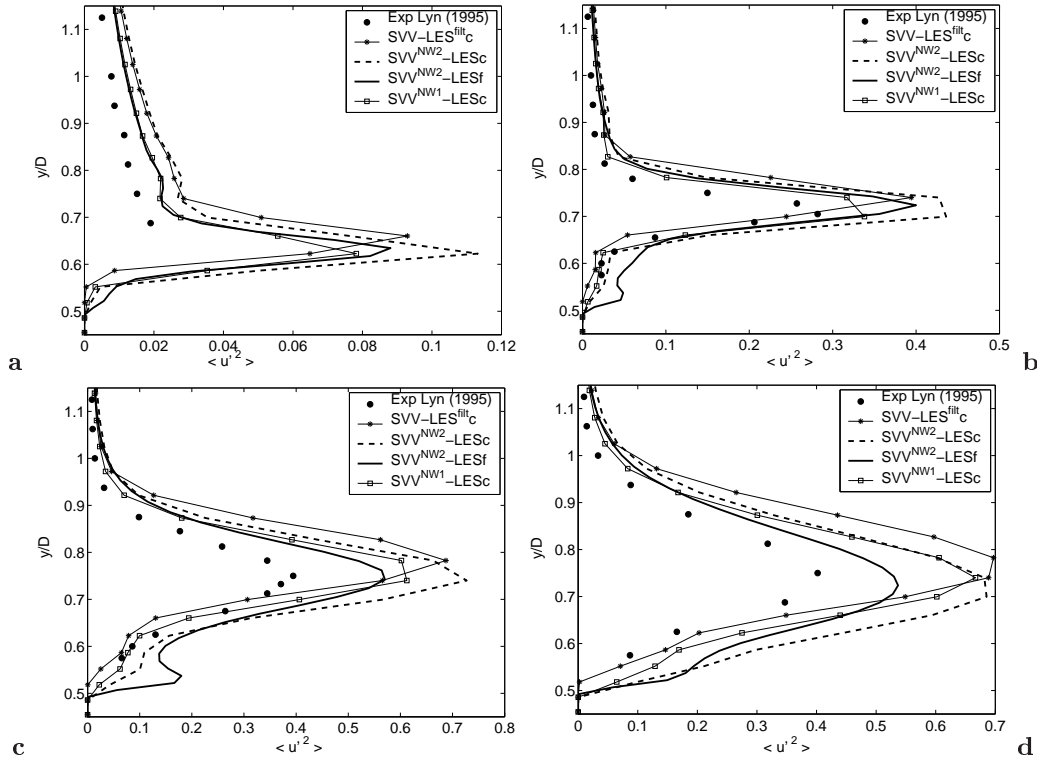 Exp Lyn (1995)
SVV−LES^filt c
SVV^NW2−LESc
SVV^NW2−LESf
SVV^NW1−LESc
1.1
1
0.9
0.8
0.7
0.6
0.5
y/D
0 0.02 0.04 0.06 0.08 0.1 0.12
< u'^2 >
a
Exp Lyn (1995)
SVV−LES^filt c
SVV^NW2−LESc
SVV^NW2−LESf
SVV^NW1−LESc
1.1
1
0.9
0.8
0.7
0.6
0.5
y/D
0 0.1 0.2 0.3 0.4 0.5
< u'^2 >
b
Exp Lyn (1995)
SVV−LES^filt c
SVV^NW2−LESc
SVV^NW2−LESf
SVV^NW1−LESc
1.1
1
0.9
0.8
0.7
0.6
0.5
y/D
0 0.1 0.2 0.3 0.4 0.5 0.6 0.7 0.8
< u'^2 >
c
Exp Lyn (1995)
SVV−LES^filt c
SVV^NW2−LESc
SVV^NW2−LESf
SVV^NW1−LESc
1.1
1
0.9
0.8
0.7
0.6
0.5
y/D
0 0.1 0.2 0.3 0.4 0.5 0.6 0.7
< u'^2 >
d